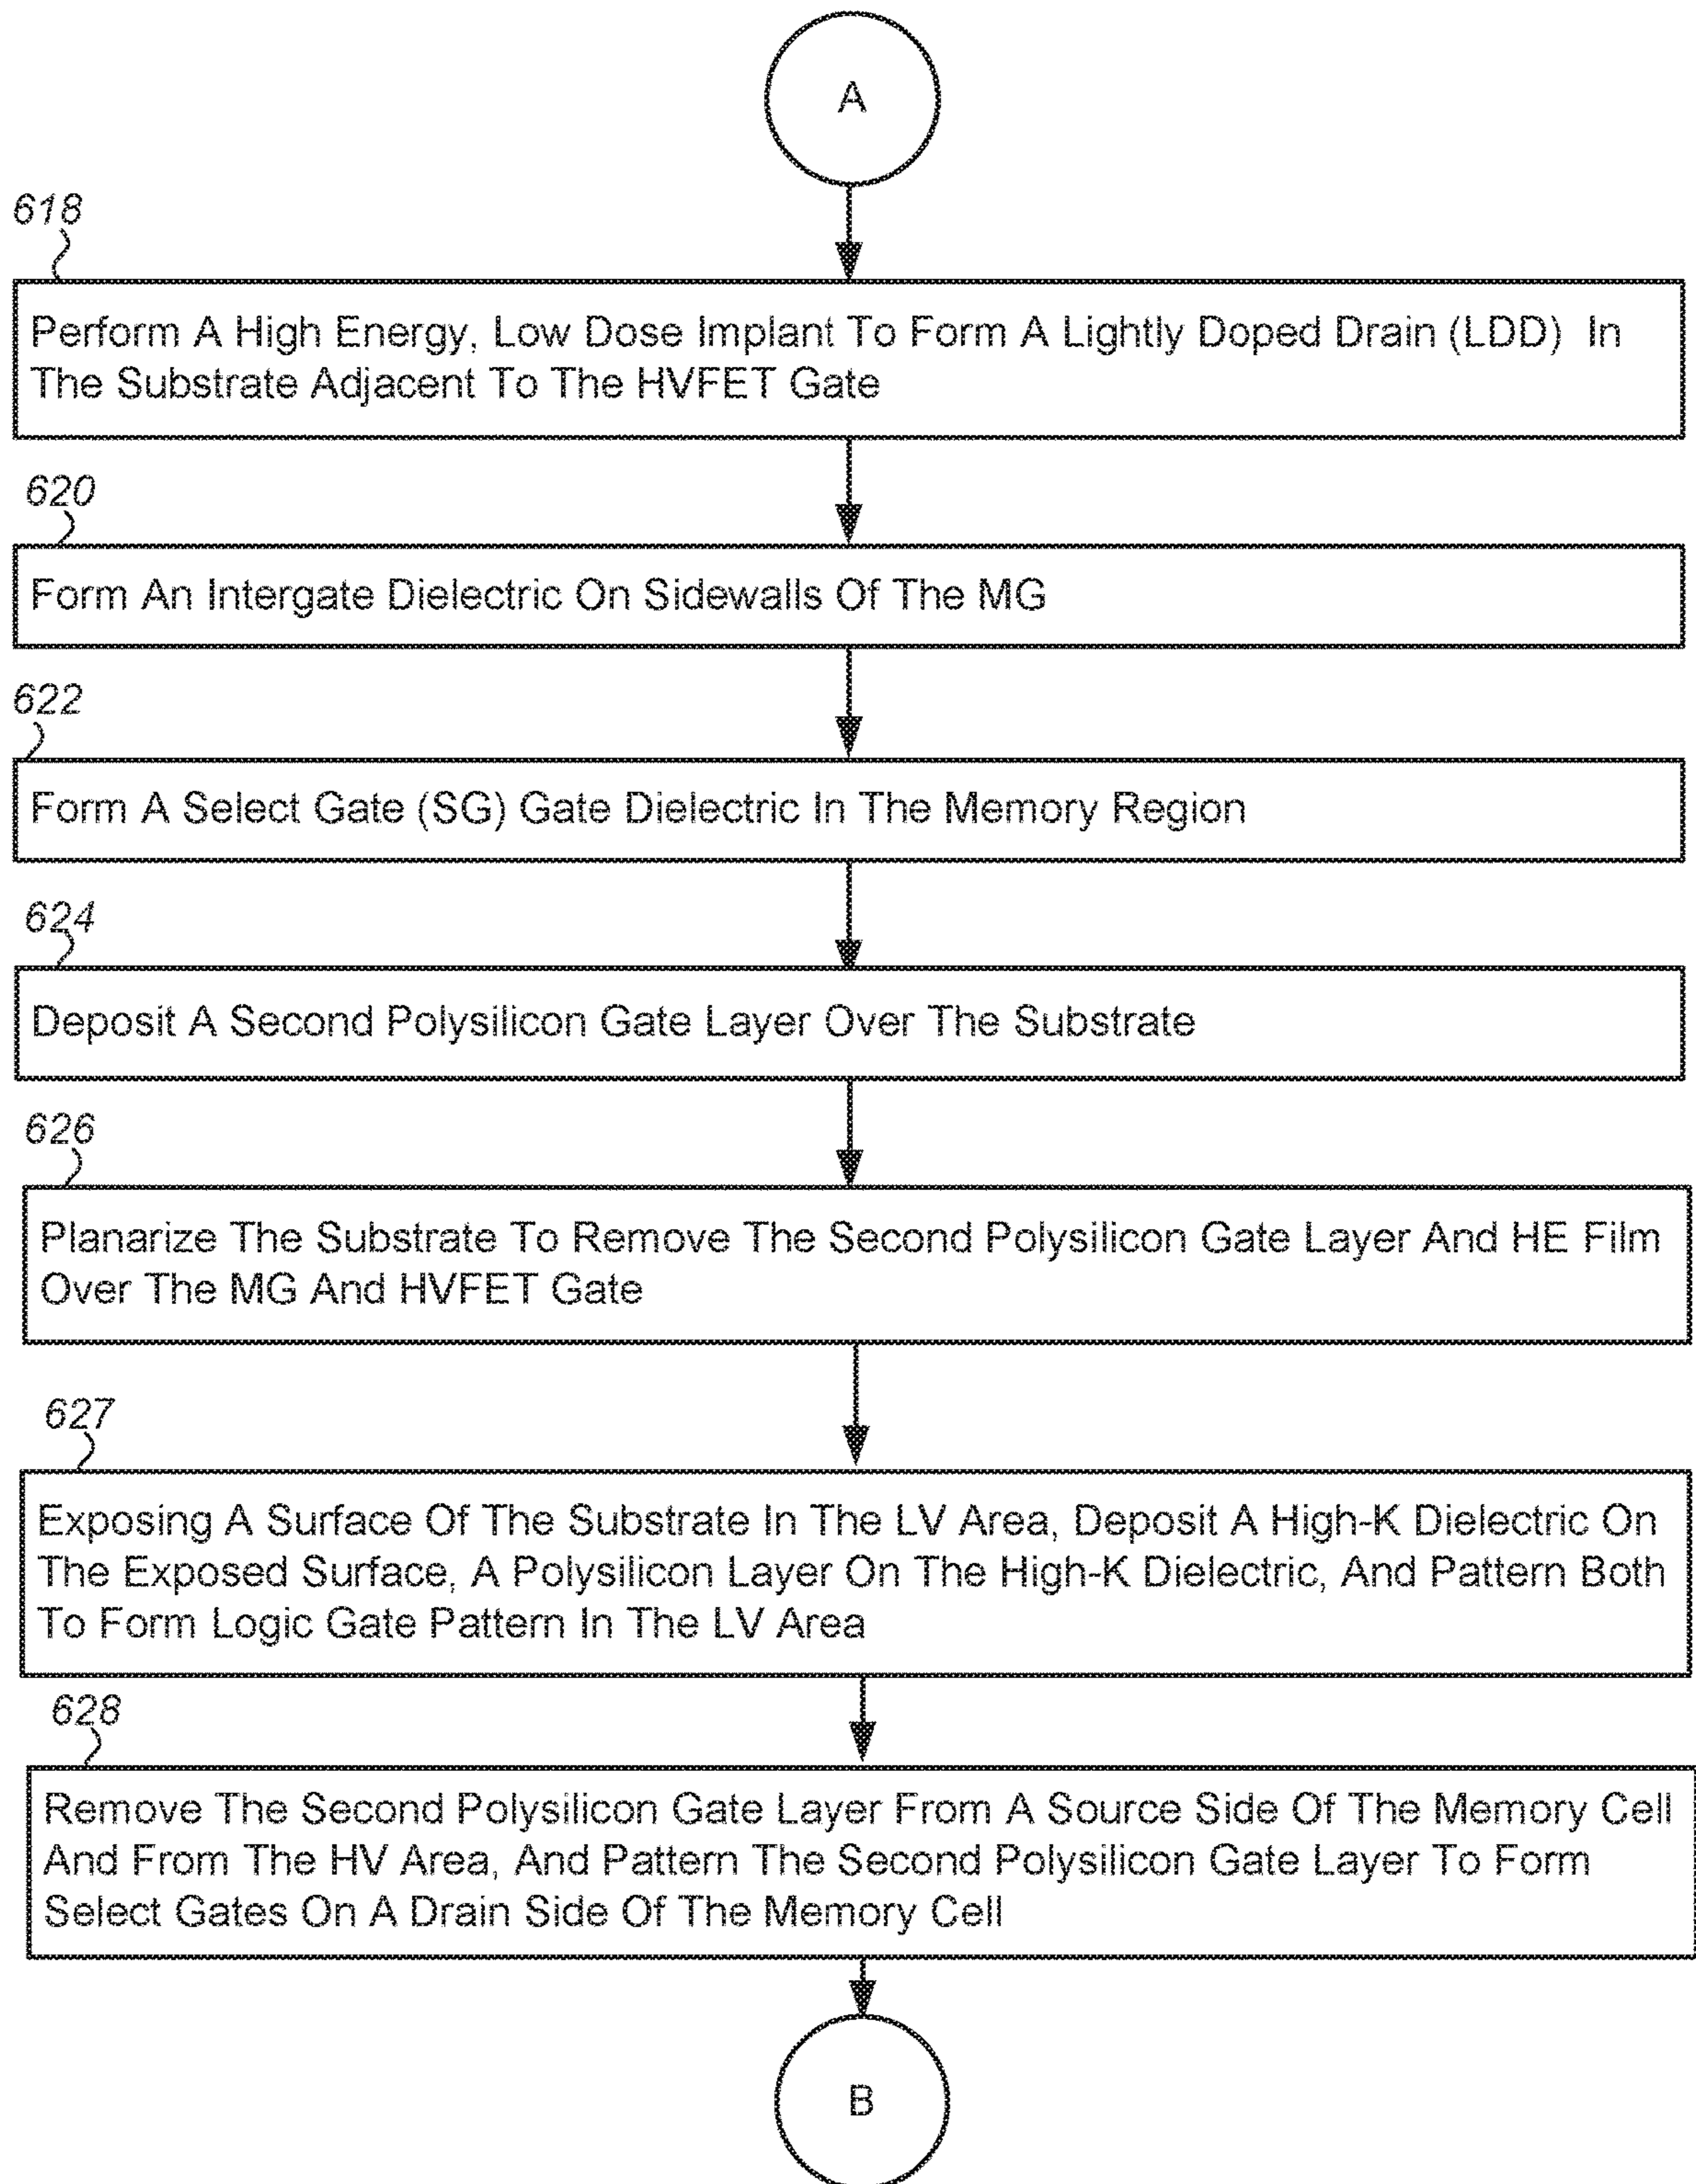 A
618
Perform A High Energy, Low Dose Implant To Form A Lightly Doped Drain (LDD) In
The Substrate Adjacent To The HVFET Gate
620
Form An Intergate Dielectric On Sidewalls Of The MG
622
Form A Select Gate (SG) Gate Dielectric In The Memory Region
624
Deposit A Second Polysilicon Gate Layer Over The Substrate
626
Planarize The Substrate To Remove The Second Polysilicon Gate Layer And HE Film
Over The MG And HVFET Gate
627
Exposing A Surface Of The Substrate In The LV Area, Deposit A High-K Dielectric On
The Exposed Surface, A Polysilicon Layer On The High-K Dielectric, And Pattern Both
To Form Logic Gate Pattern In The LV Area
628
Remove The Second Polysilicon Gate Layer From A Source Side Of The Memory Cell
And From The HV Area, And Pattern The Second Polysilicon Gate Layer To Form
Select Gates On A Drain Side Of The Memory Cell
B